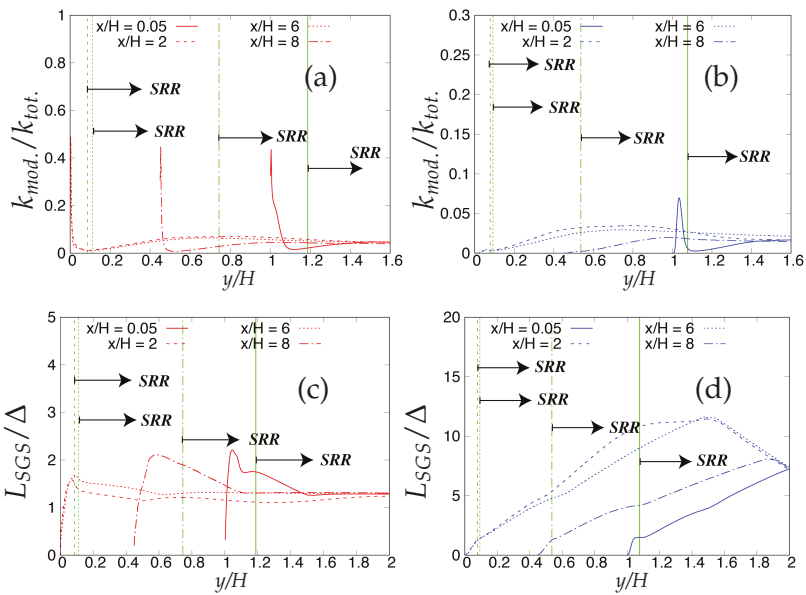 x/H = 0.05 x/H = 6
x/H = 2 x/H = 8
(a)
SRR
SRR
SRR
SRR
k_mod./k_tot.
1
0.8
0.6
0.4
0.2
0
0 0.2 0.4 0.6 0.8 1 1.2 1.4 1.6
y/H
x/H = 0.05 x/H = 6
x/H = 2 x/H = 8
(b)
SRR
SRR
SRR
SRR
k_mod./k_tot.
0.3
0.25
0.2
0.15
0.1
0.05
0
0 0.2 0.4 0.6 0.8 1 1.2 1.4 1.6
y/H
x/H = 0.05 x/H = 6
x/H = 2 x/H = 8
(c)
SRR
SRR
SRR
SRR
L_SGS/Δ
5
4
3
2
1
0
0 0.2 0.4 0.6 0.8 1 1.2 1.4 1.6 1.8 2
y/H
x/H = 0.05 x/H = 6
x/H = 2 x/H = 8
(d)
SRR
SRR
SRR
SRR
L_SGS/Δ
20
15
10
5
0
0 0.2 0.4 0.6 0.8 1 1.2 1.4 1.6 1.8 2
y/H